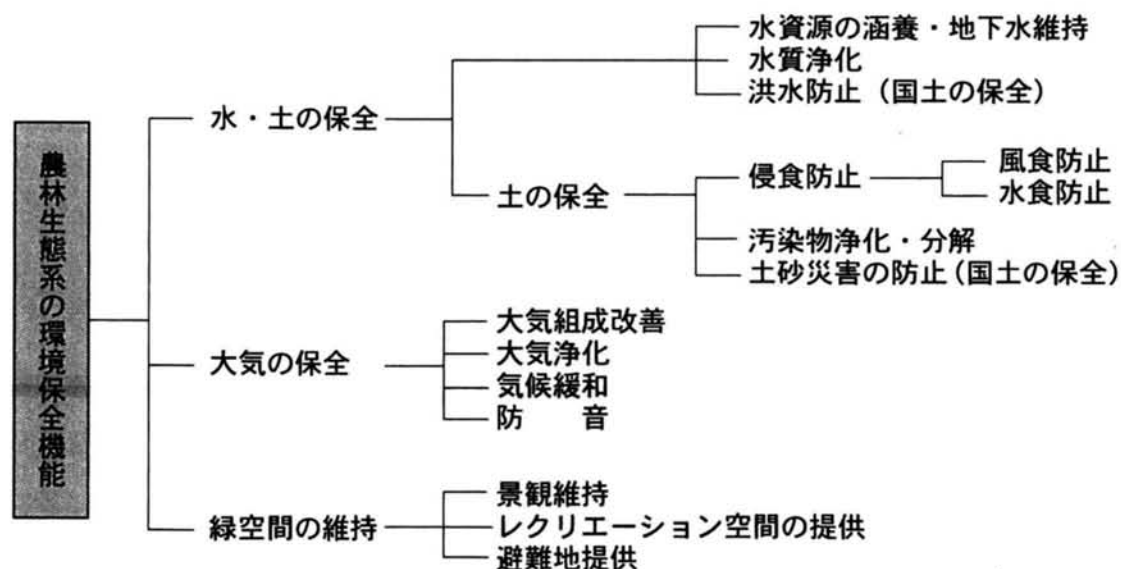 農林生態系の環境保全機能
水・土の保全
水資源の涵養・地下水維持
水質浄化
洪水防止（国土の保全）
土の保全
侵食防止
風食防止
水食防止
汚染物浄化・分解
土砂災害の防止（国土の保全）
大気の保全
大気組成改善
大気浄化
気候緩和
防　　音
緑空間の維持
景観維持
レクリエーション空間の提供
避難地提供